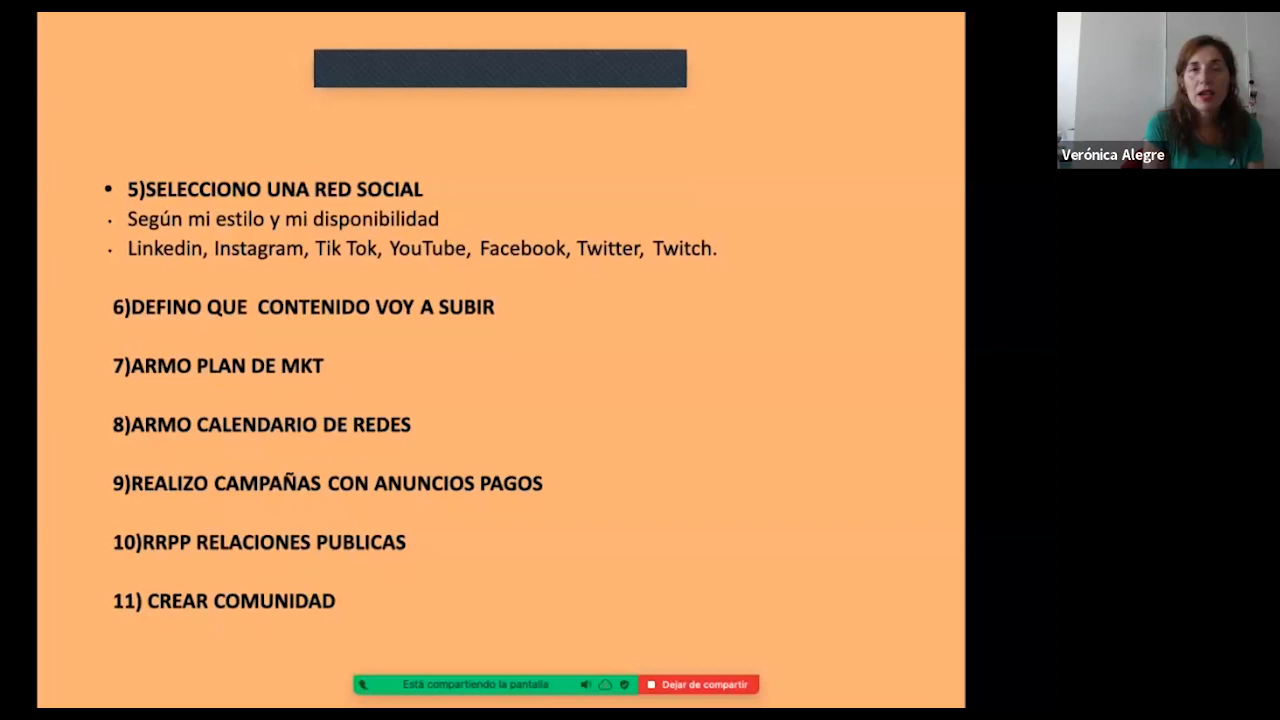 • 5)SELECCIONO UNA RED SOCIAL
· Según mi estilo y mi disponibilidad
· Linkedin, Instagram, Tik Tok, YouTube, Facebook, Twitter, Twitch.
6)DEFINO QUE CONTENIDO VOY A SUBIR
7)ARMO PLAN DE MKT
8)ARMO CALENDARIO DE REDES
9)REALIZO CAMPAÑAS CON ANUNCIOS PAGOS
10)RRPP RELACIONES PUBLICAS
11) CREAR COMUNIDAD
Está compartiendo la pantalla
Dejar de compartir
Verónica Alegre